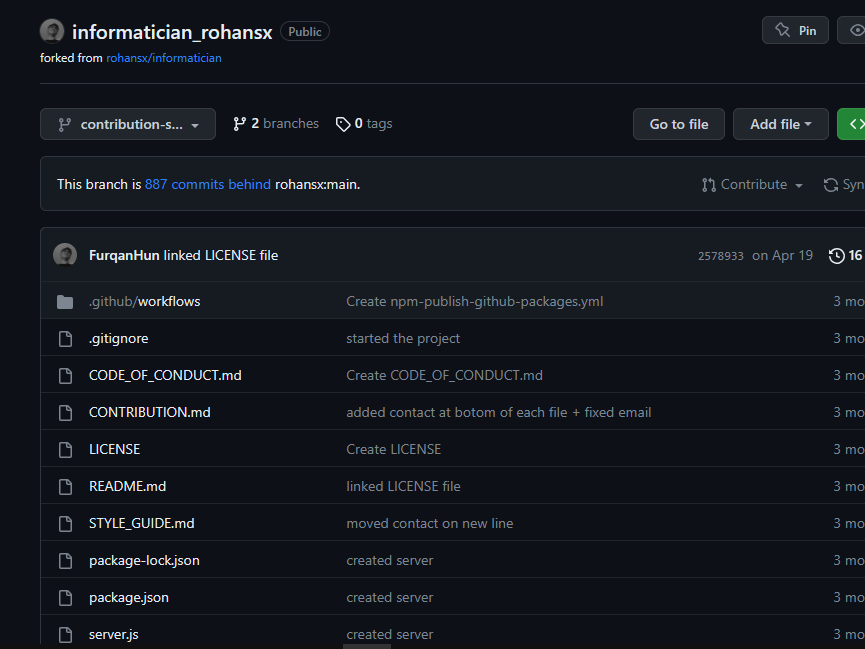 informatician_rohansx Public Pin
forked from rohansx/informatician
contribution-s... 2 branches 0 tags Go to file Add file
This branch is 887 commits behind rohansx:main. Contribute Syn
FurqanHun linked LICENSE file 2578933 on Apr 19 16
.github/workflows Create npm-publish-github-packages.yml 3 mo
.gitignore started the project 3 mo
CODE_OF_CONDUCT.md Create CODE_OF_CONDUCT.md 3 mo
CONTRIBUTION.md added contact at botom of each file + fixed email 3 mo
LICENSE Create LICENSE 3 mo
README.md linked LICENSE file 3 mo
STYLE_GUIDE.md moved contact on new line 3 mo
package-lock.json created server 3 mo
package.json created server 3 mo
server.js created server 3 mo